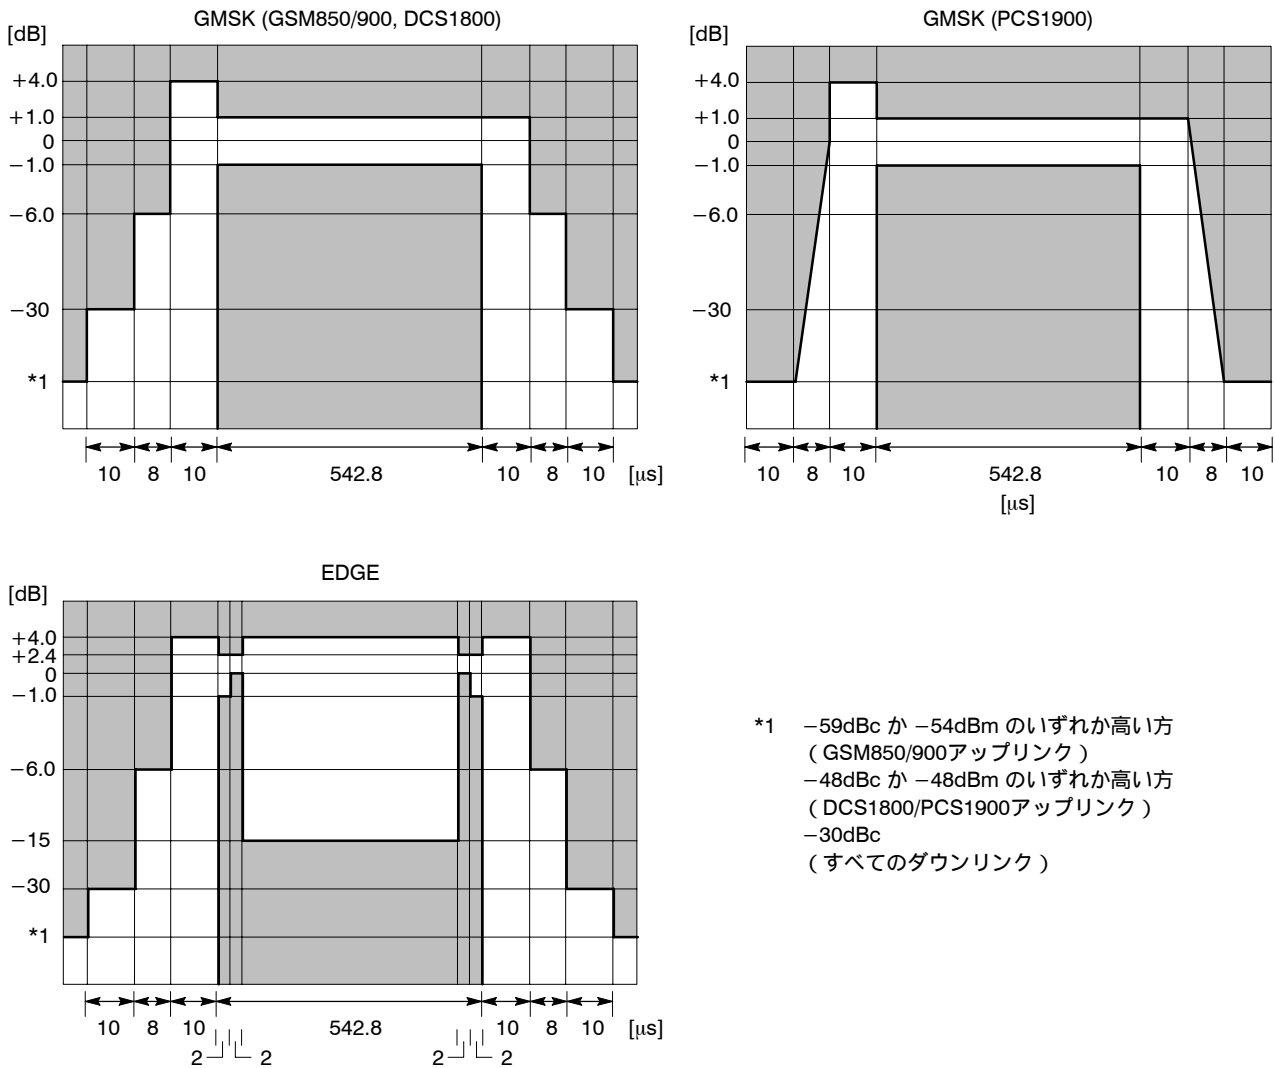 GMSK (GSM850/900, DCS1800)
[dB]
+4.0
+1.0
0
−1.0
−6.0
−30
*1
10 8 10 542.8 10 8 10 [μs]
GMSK (PCS1900)
[dB]
+4.0
+1.0
0
−1.0
−6.0
−30
*1
10 8 10 542.8 10 8 10
[μs]
EDGE
[dB]
+4.0
+2.4
0
−1.0
−6.0
−15
−30
*1
10 8 10 542.8 10 8 10 [μs]
2 2 2 2
*1 −59dBc か −54dBm のいずれか高い方
( GSM850/900アップリンク )
−48dBc か −48dBm のいずれか高い方
( DCS1800/PCS1900アップリンク )
−30dBc
( すべてのダウンリンク )